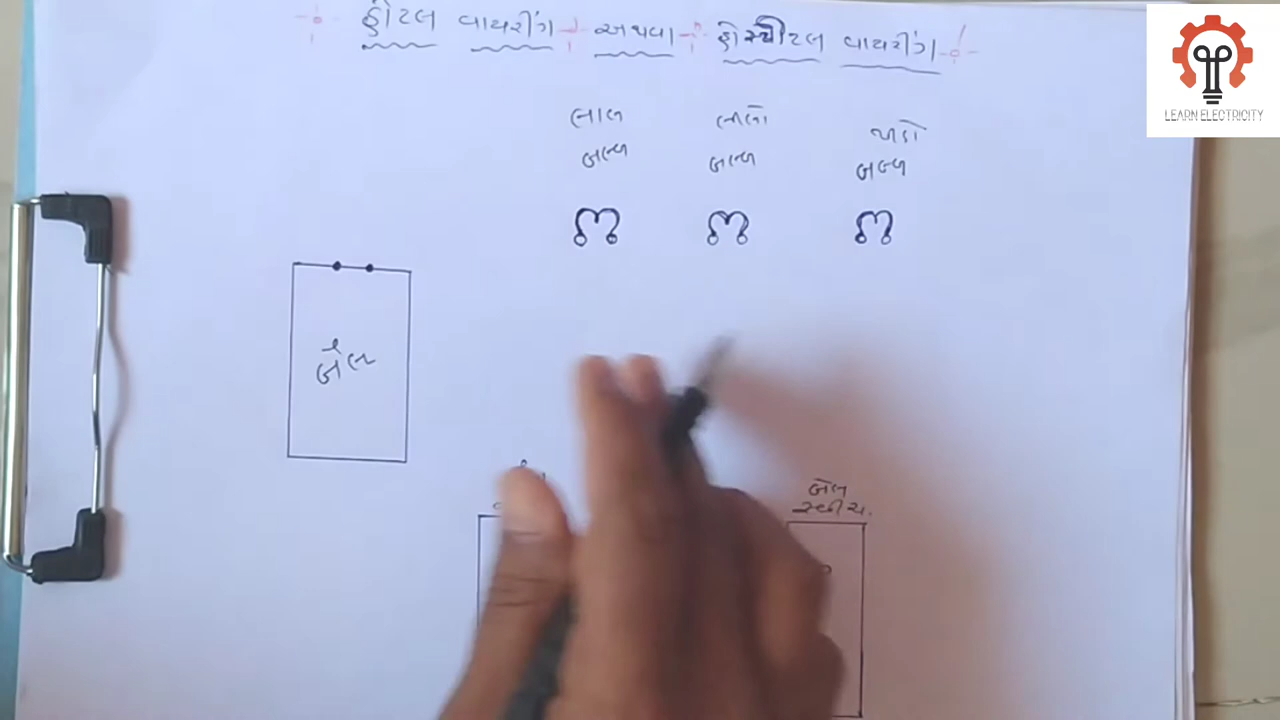 હોટલ વાયરીંગ અથવા હોસ્પીટલ વાયરીંગ
લાલ
બલ્બ
લીલો
બલ્બ
બલ્બ
બેલ
બેલ
સ્વીચ.
LEARN ELECTRICITY